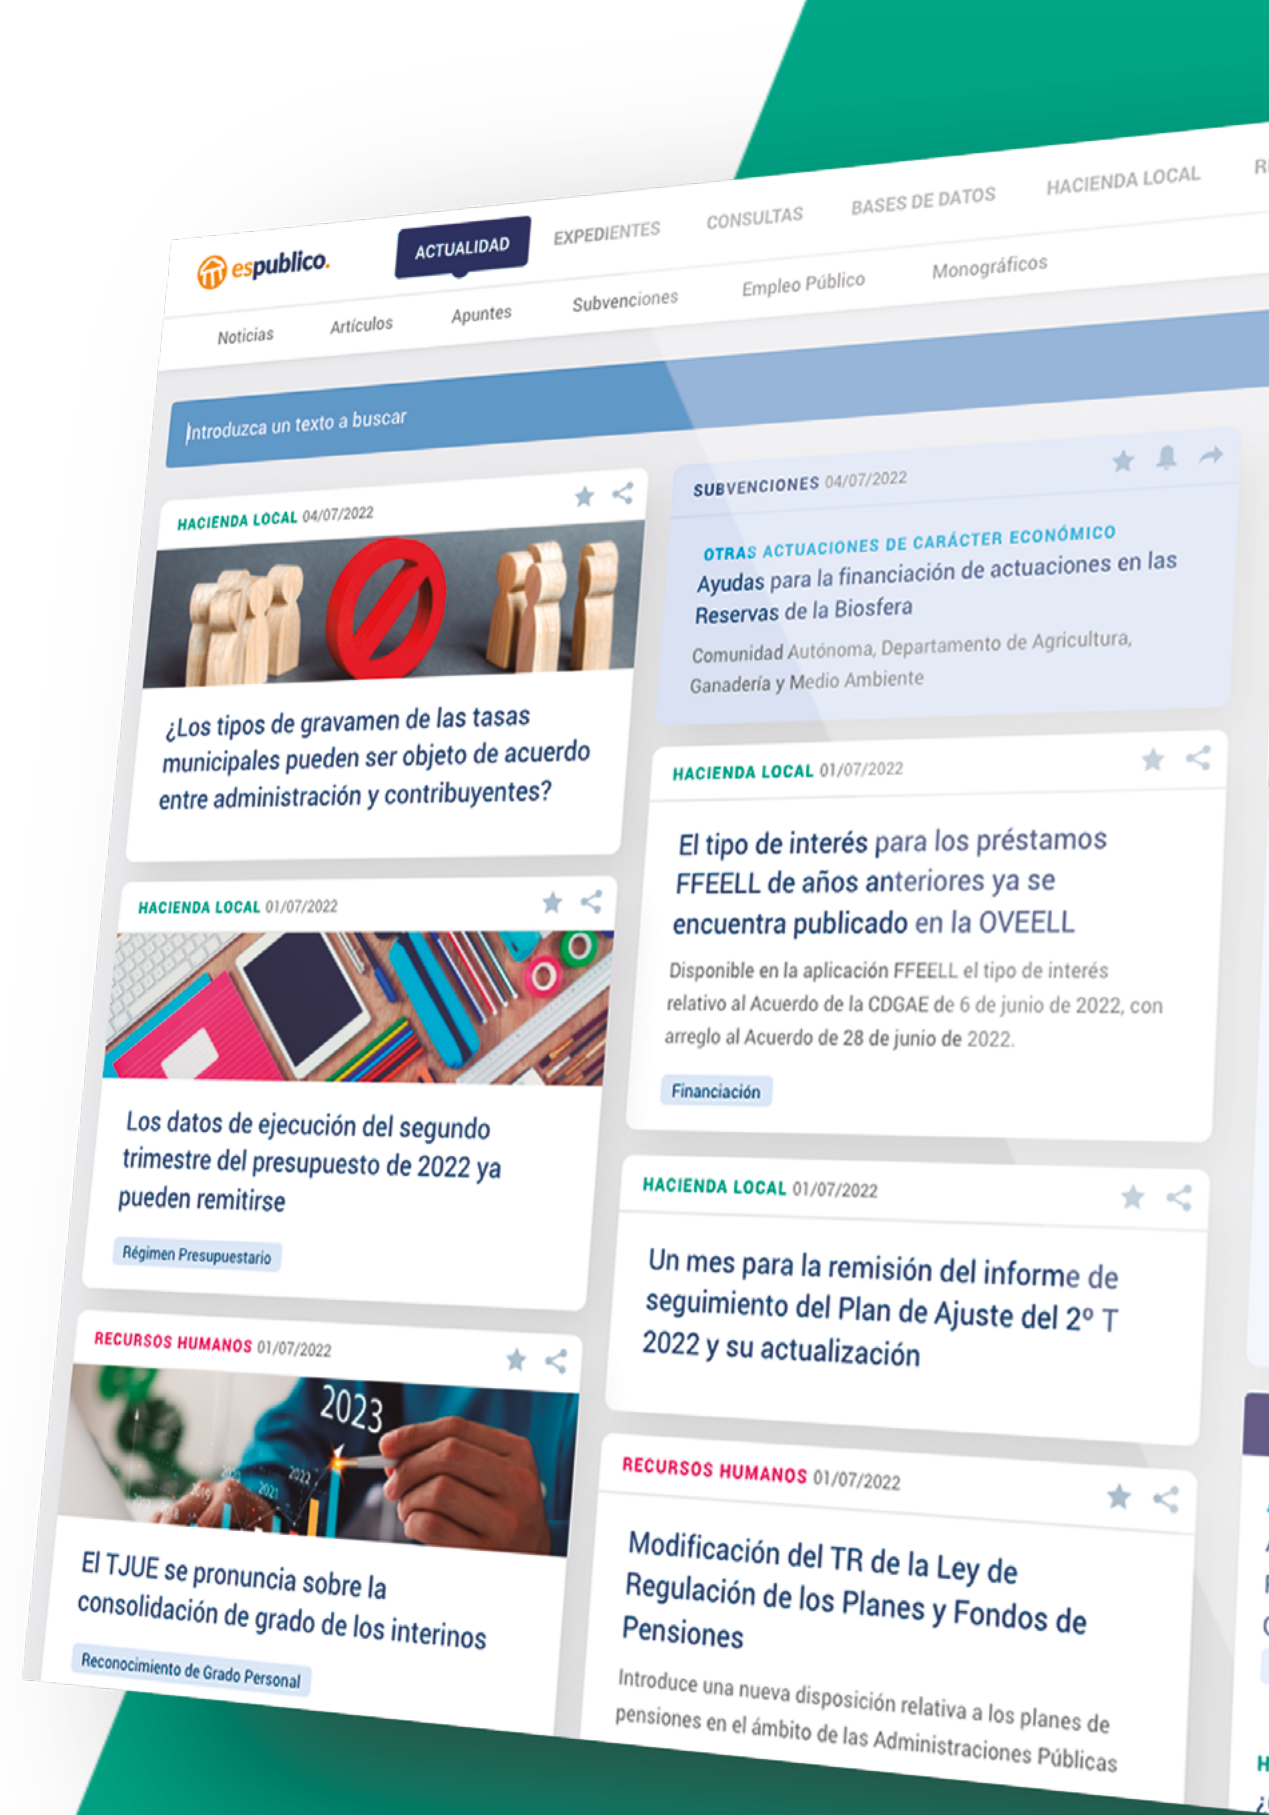 espublico.
ACTUALIDAD
EXPEDIENTES
CONSULTAS
BASES DE DATOS
HACIENDA LOCAL
Noticias
Artículos
Apuntes
Subvenciones
Empleo Público
Monográficos
Introduzca un texto a buscar
HACIENDA LOCAL 04/07/2022
¿Los tipos de gravamen de las tasas
municipales pueden ser objeto de acuerdo
entre administración y contribuyentes?
HACIENDA LOCAL 01/07/2022
Los datos de ejecución del segundo
trimestre del presupuesto de 2022 ya
pueden remitirse
Régimen Presupuestario
RECURSOS HUMANOS 01/07/2022
2023
2022
2021
2020
2019
El TJUE se pronuncia sobre la
consolidación de grado de los interinos
Reconocimiento de Grado Personal
SUBVENCIONES 04/07/2022
OTRAS ACTUACIONES DE CARÁCTER ECONÓMICO
Ayudas para la financiación de actuaciones en las
Reservas de la Biosfera
Comunidad Autónoma, Departamento de Agricultura,
Ganadería y Medio Ambiente
HACIENDA LOCAL 01/07/2022
El tipo de interés para los préstamos
FFEELL de años anteriores ya se
encuentra publicado en la OVEELL
Disponible en la aplicación FFEELL el tipo de interés
relativo al Acuerdo de la CDGAE de 6 de junio de 2022, con
arreglo al Acuerdo de 28 de junio de 2022.
Financiación
HACIENDA LOCAL 01/07/2022
Un mes para la remisión del informe de
seguimiento del Plan de Ajuste del 2º T
2022 y su actualización
RECURSOS HUMANOS 01/07/2022
Modificación del TR de la Ley de
Regulación de los Planes y Fondos de
Pensiones
Introduce una nueva disposición relativa a los planes de
pensiones en el ámbito de las Administraciones Públicas